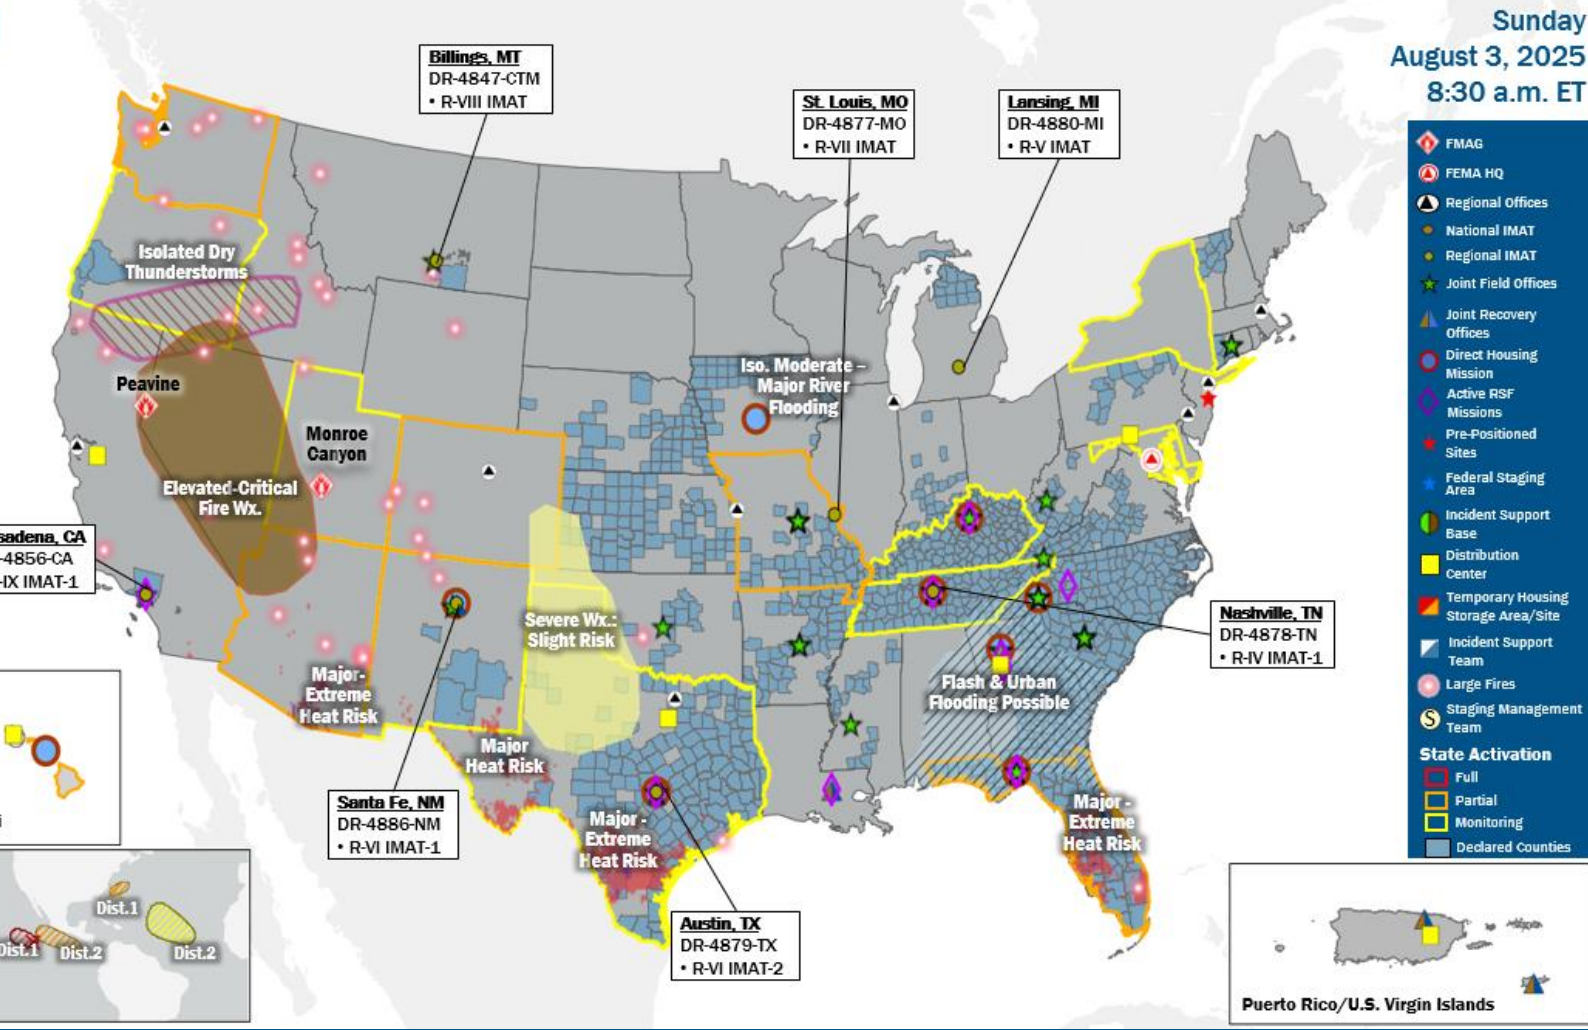 Sunday
August 3, 2025
8:30 a.m. ET
Billings, MT
DR-4847-CTM
• R-VIII IMAT
St. Louis, MO
DR-4877-MO
• R-VII IMAT
Lansing, MI
DR-4880-MI
• R-V IMAT
Isolated Dry
Thunderstorms
Peavine
Monroe
Canyon
Elevated-Critical
Fire Wx.
Iso. Moderate –
Major River
Flooding
sadena, CA
-4856-CA
-IX IMAT-1
Severe Wx.:
Slight Risk
Nashville, TN
DR-4878-TN
• R-IV IMAT-1
Major-
Extreme
Heat Risk
Flash & Urban
Flooding Possible
Major
Heat Risk
Santa Fe, NM
DR-4886-NM
• R-VI IMAT-1
Major -
Extreme
Heat Risk
Major -
Extreme
Heat Risk
Austin, TX
DR-4879-TX
• R-VI IMAT-2
i
Dist.1
Dist.1
Dist.2
Dist.2
FMAG
FEMA HQ
Regional Offices
National IMAT
Regional IMAT
Joint Field Offices
Joint Recovery
Offices
Direct Housing
Mission
Active RSF
Missions
Pre-Positioned
Sites
Federal Staging
Area
Incident Support
Base
Distribution
Center
Temporary Housing
Storage Area/Site
Incident Support
Team
Large Fires
S
Staging Management
Team
State Activation
Full
Partial
Monitoring
Declared Counties
Puerto Rico/U.S. Virgin Islands